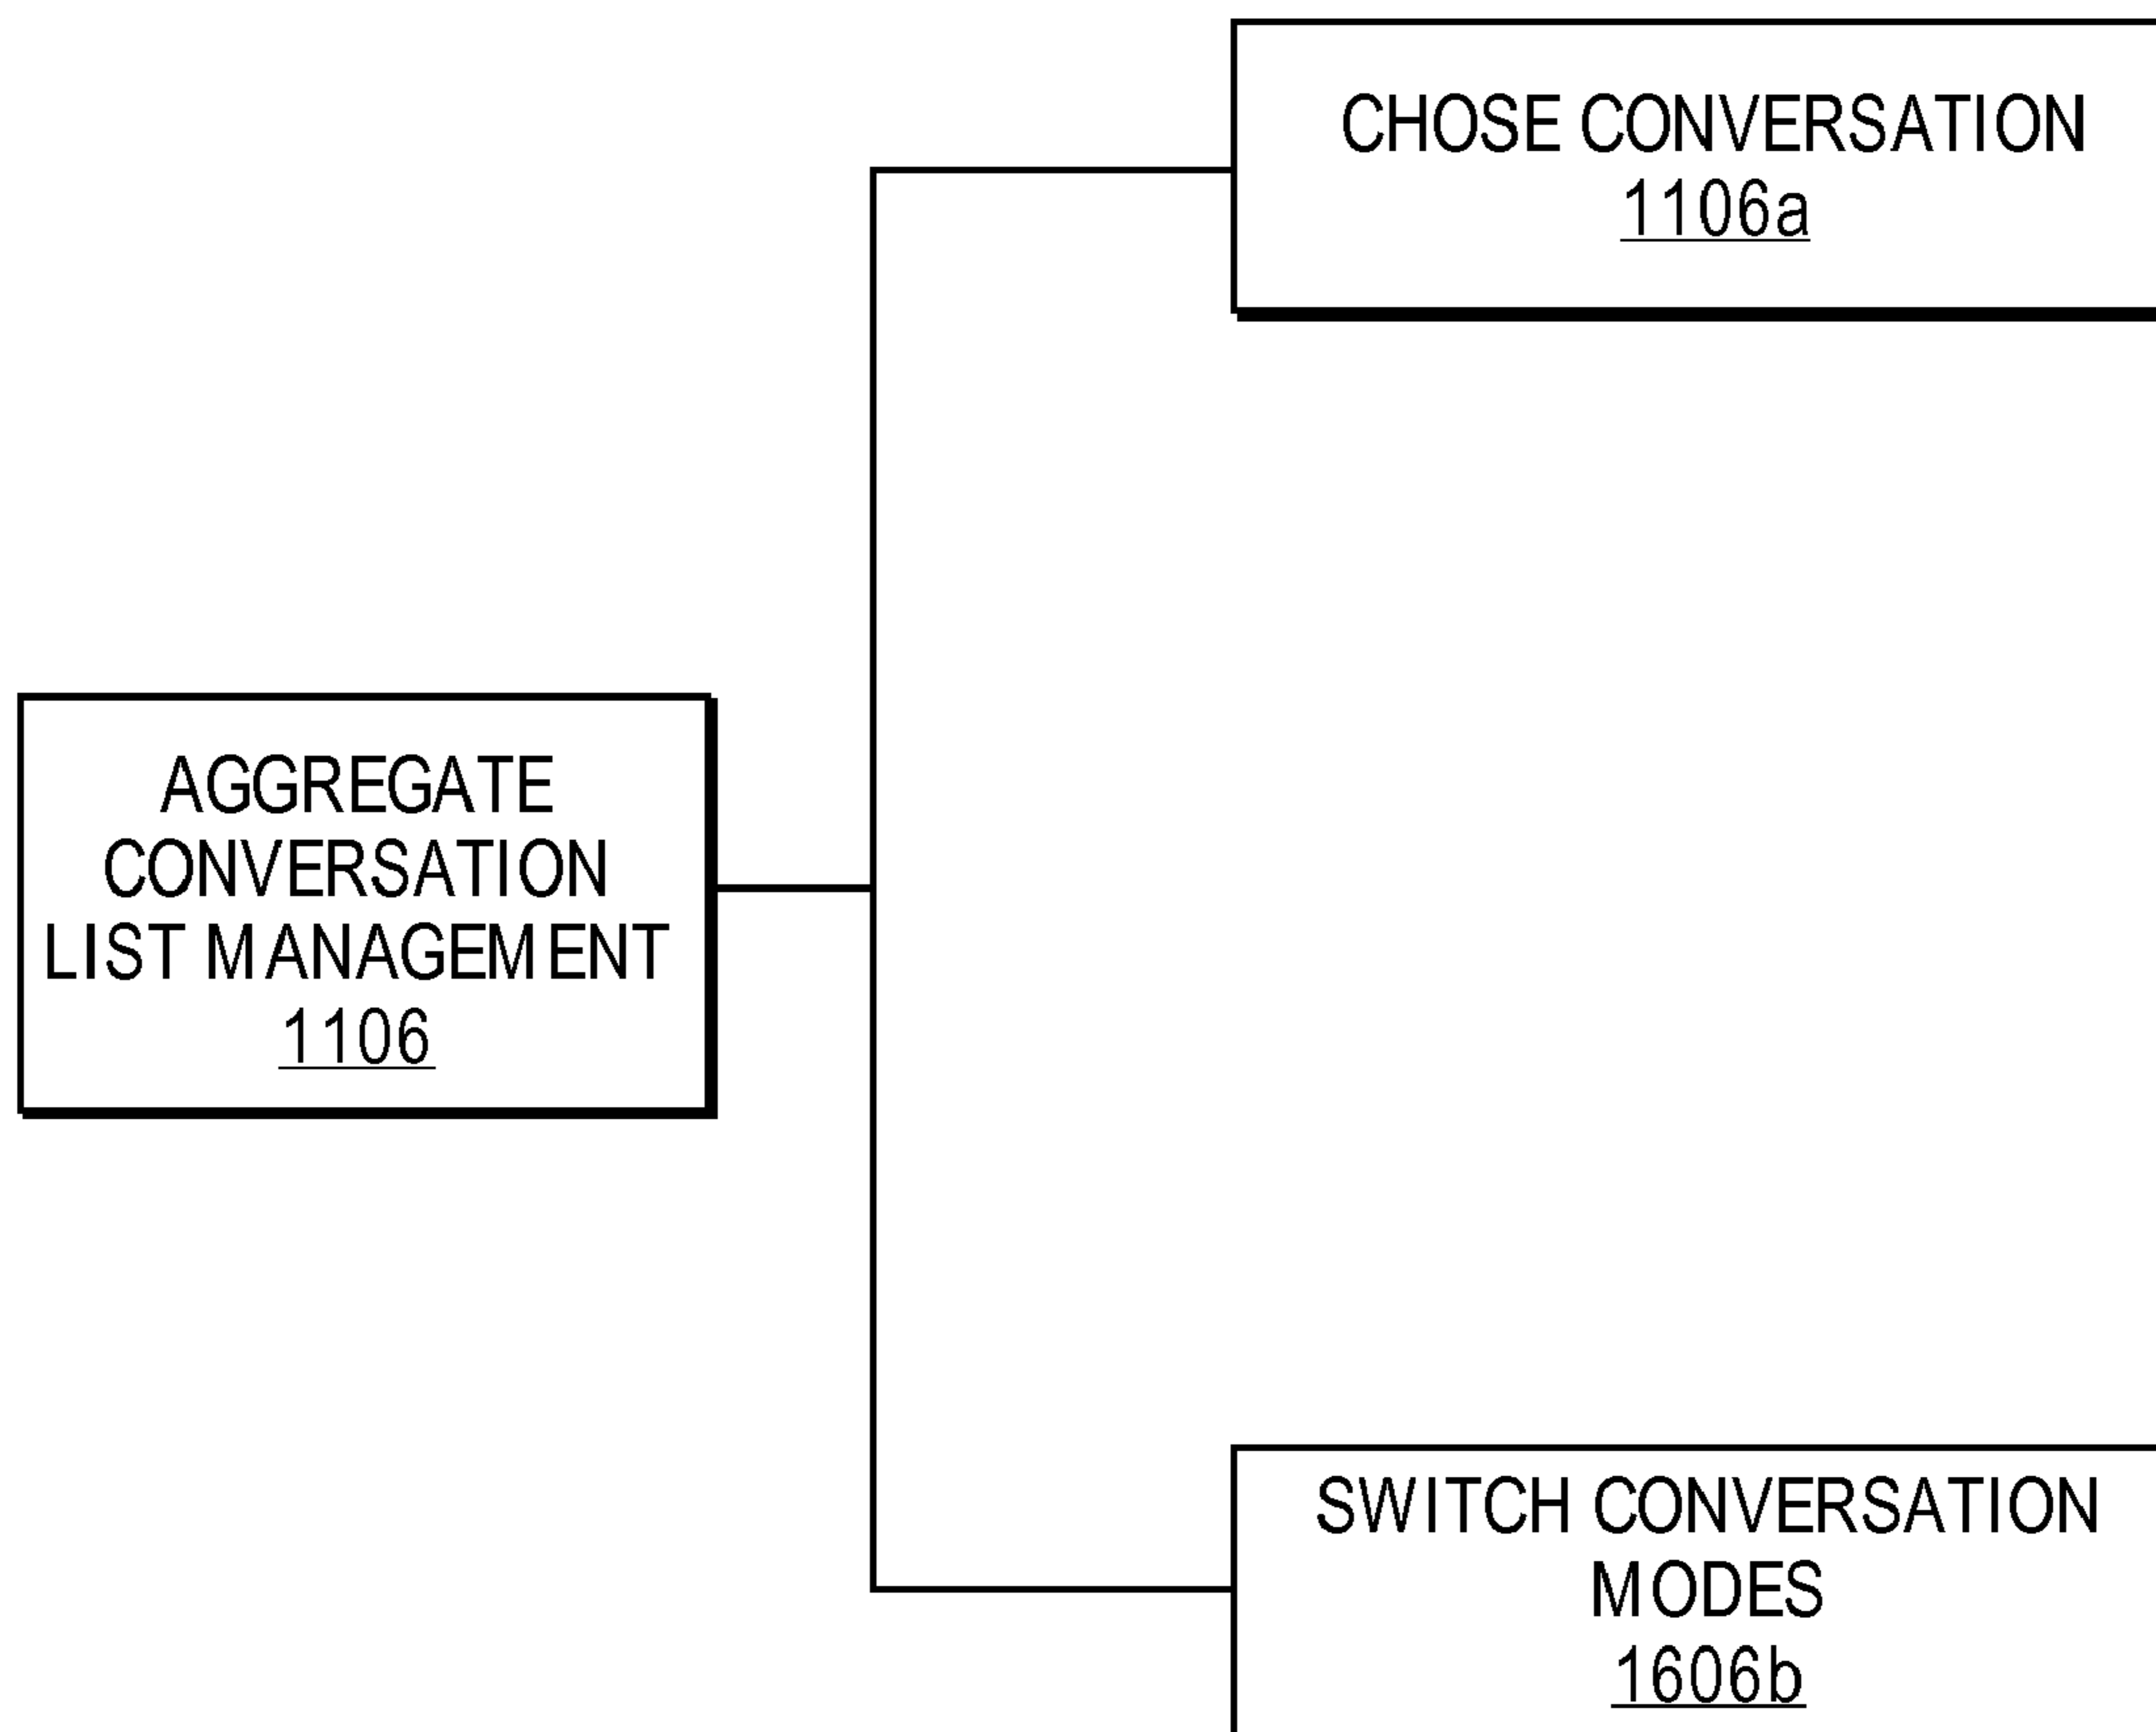 CHOSE CONVERSATION
1106a
AGGREGATE
CONVERSATION
LIST MANAGEMENT
1106
SWITCH CONVERSATION
MODES
1606b